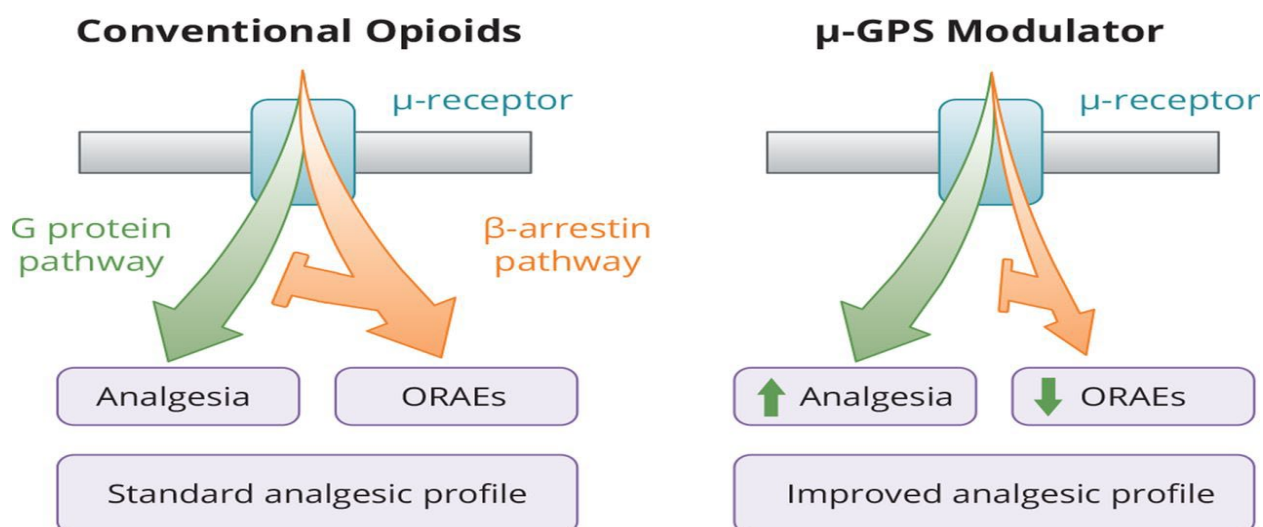 Conventional Opioids
μ-receptor
G protein
pathway
β-arrestin
pathway
Analgesia
ORAEs
Standard analgesic profile
μ-GPS Modulator
μ-receptor
Analgesia
ORAEs
Improved analgesic profile